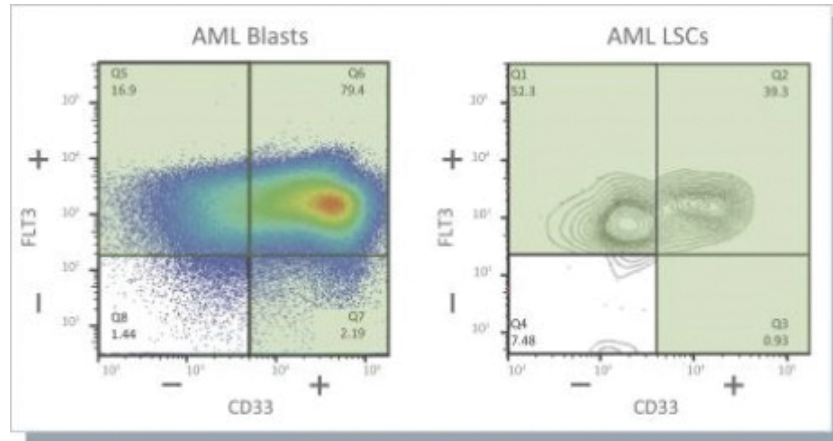 AML Blasts
Q5
16.9
Q6
79.4
Q8
1.44
Q7
2.19
+
FLT3
−
−
+
CD33
AML LSCs
Q1
52.3
Q2
39.3
Q4
7.48
Q3
0.93
+
FLT3
−
−
+
CD33